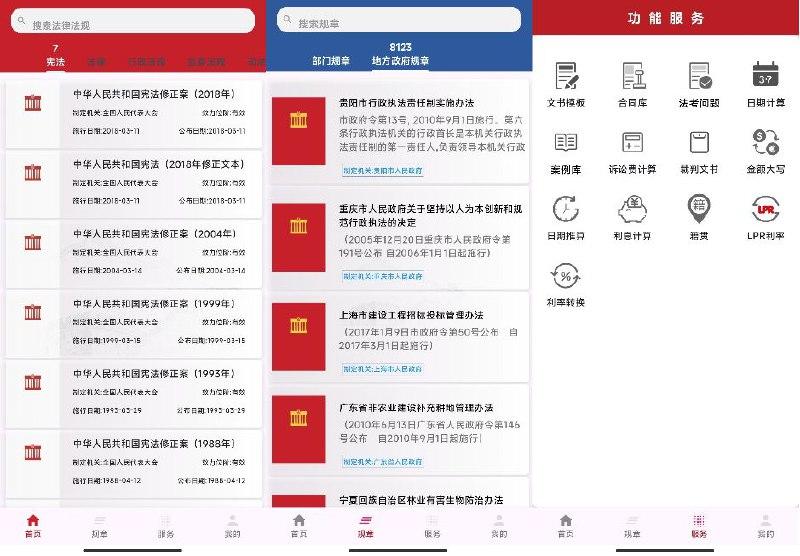 搜索法律法规
7
宪法
法律
行政法规
监察法规
中华人民共和国宪法修正案（2018年）
制定机关:全国人民代表大会
效力位阶:有效
施行日期:2018-03-11
公布日期:2018-03-11
中华人民共和国宪法（2018年修正文本）
制定机关:全国人民代表大会
效力位阶:有效
施行日期:2018-03-11
公布日期:2018-03-11
中华人民共和国宪法修正案（2004年）
制定机关:全国人民代表大会
效力位阶:有效
施行日期:2004-03-14
公布日期:2004-03-14
中华人民共和国宪法修正案（1999年）
制定机关:全国人民代表大会
效力位阶:有效
施行日期:1999-03-15
公布日期:1999-03-15
中华人民共和国宪法修正案（1993年）
制定机关:全国人民代表大会
效力位阶:有效
施行日期:1993-03-29
公布日期:1993-03-29
中华人民共和国宪法修正案（1988年）
制定机关:全国人民代表大会
效力位阶:有效
施行日期:1988-04-12
公布日期:1988-04-12
首页
规章
服务
我的
搜索规章
8123
部门规章
地方政府规章
贵阳市行政执法责任制实施办法
市政府令第13号, 2010年9月1日施行。第六
条行政执法机关的行政首长是本机关行政执
法责任制的第一责任人,负责领导本机关行政
制定机关:贵阳市人民政府
重庆市人民政府关于坚持以人为本创新和规
范行政执法的决定
（2005年12月20日重庆市人民政府令第
191号公布 自2006年1月1起施行）
制定机关:重庆市人民政府
上海市建设工程招标投标管理办法
（2017年1月9日市政府令第50号公布 自
2017年3月1日起施行）
制定机关:上海市人民政府
广东省非农业建设补充耕地管理办法
（2010年6月13日广东省人民政府令第146
号公布 自2010年9月1日起施行）
制定机关:广东省人民政府
宁夏回族自治区林业有害生物防治办法
首页
规章
服务
我的
功能服务
文书模板
合同库
法考问题
3·7
日期计算
案例库
诉讼费计算
裁判文书
金额大写
日期推算
利息计算
籍
籍贯
LPR
LPR利率
利率转换
首页
规章
服务
我的